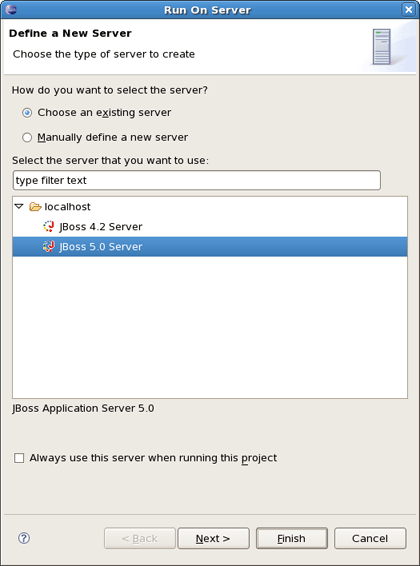 Run On Server
Define a New Server
Choose the type of server to create
How do you want to select the server?
Choose an existing server
Manually define a new server
Select the server that you want to use:
type filter text
localhost
JBoss 4.2 Server
JBoss 5.0 Server
JBoss Application Server 5.0
Always use this server when running this project
?
< Back
Next >
Finish
Cancel